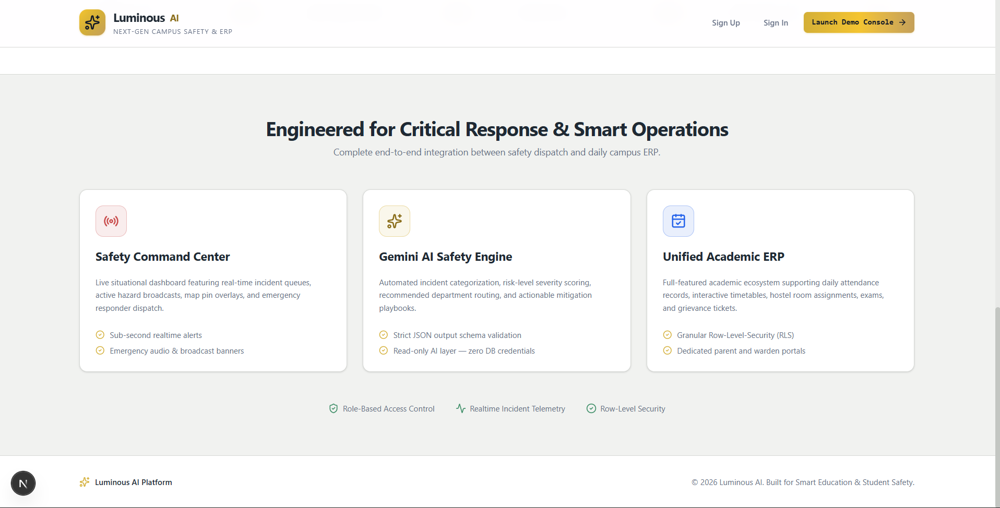 Luminous AI
NEXT-GEN CAMPUS SAFETY & ERP
Sign Up
Sign In
Launch Demo Console
Engineered for Critical Response & Smart Operations
Complete end-to-end integration between safety dispatch and daily campus ERP.
Safety Command Center
Live situational dashboard featuring real-time incident queues,
active hazard broadcasts, map pin overlays, and emergency
responder dispatch.
Sub-second realtime alerts
Emergency audio & broadcast banners
Gemini AI Safety Engine
Automated incident categorization, risk-level severity scoring,
recommended department routing, and actionable mitigation
playbooks.
Strict JSON output schema validation
Read-only AI layer — zero DB credentials
Unified Academic ERP
Full-featured academic ecosystem supporting daily attendance
records, interactive timetables, hostel room assignments, exams,
and grievance tickets.
Granular Row-Level-Security (RLS)
Dedicated parent and warden portals
Role-Based Access Control
Realtime Incident Telemetry
Row-Level Security
N
Luminous AI Platform
© 2026 Luminous AI. Built for Smart Education & Student Safety.